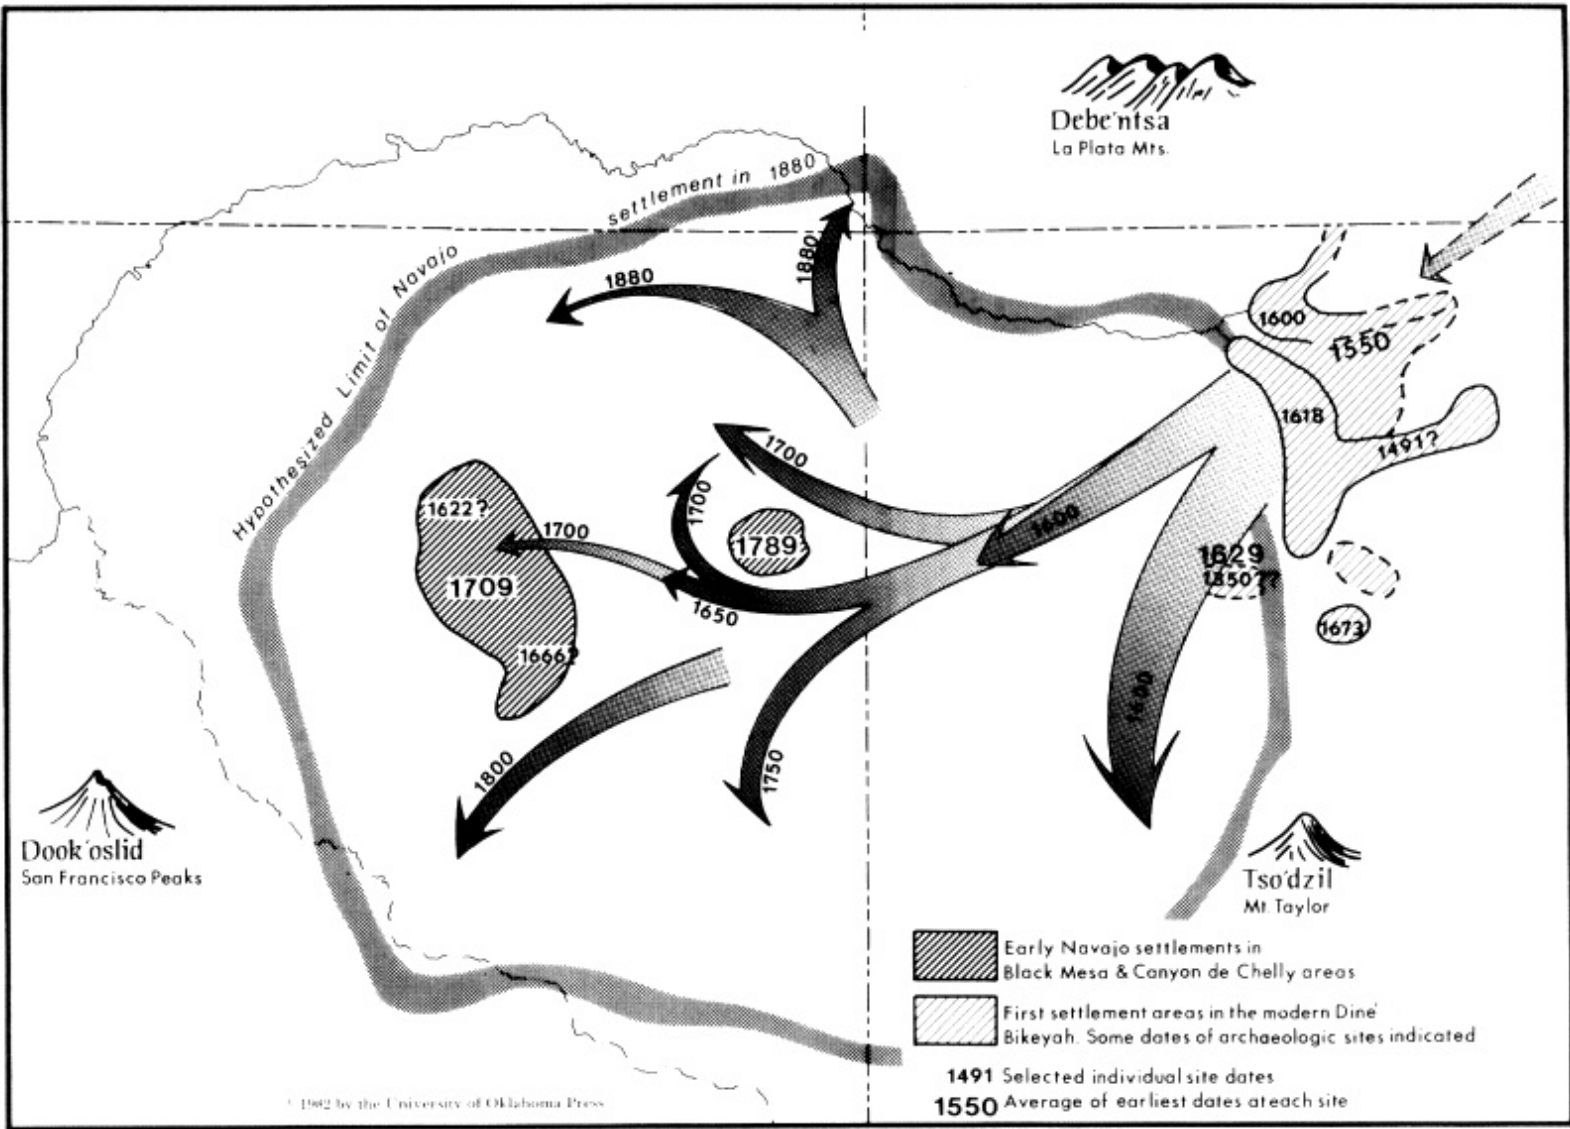 Debe'ntsa
La Plata Mts.
Hypothesized Limit of Navajo settlement in 1880
1880
1880
1600
1550
1618
1491?
1700
1700
1600
1622?
1700
1789
1629
1709
1650
1673
1666?
1600
1800
1750
Dook'oslid
San Francisco Peaks
Tso'dzil
Mt. Taylor
Early Navajo settlements in
Black Mesa & Canyon de Chelly areas
First settlement areas in the modern Diné
Bikeyah. Some dates of archaeologic sites indicated
1491 Selected individual site dates
1550 Average of earliest dates at each site
© 1982 by the University of Oklahoma Press